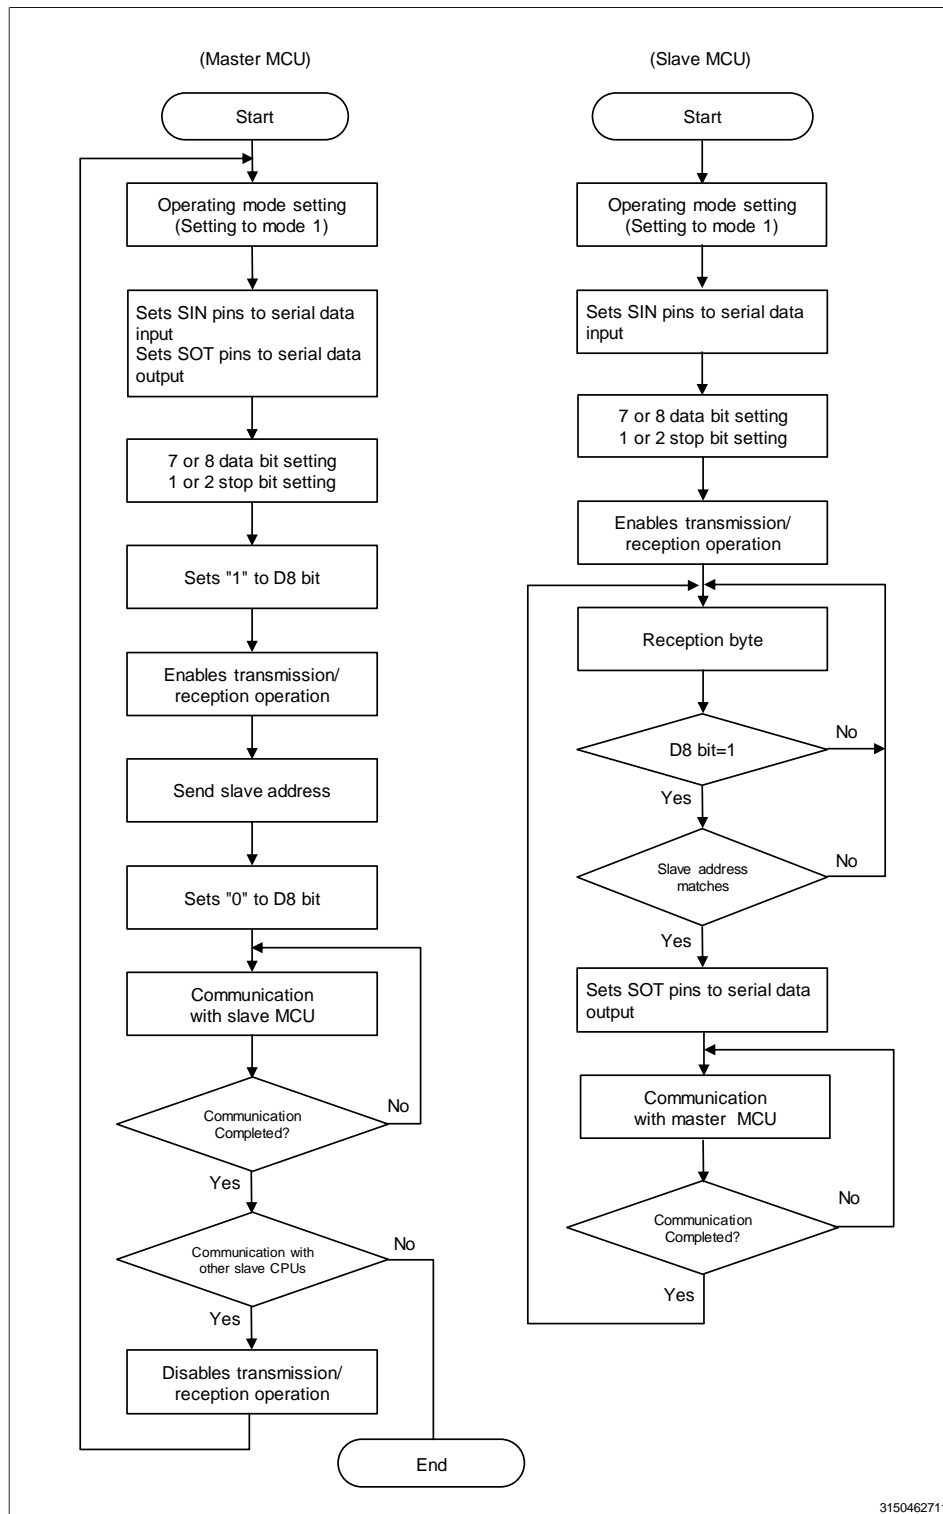 (Master MCU)
Start
Operating mode setting
(Setting to mode 1)
Sets SIN pins to serial data
input
Sets SOT pins to serial data
output
7 or 8 data bit setting
1 or 2 stop bit setting
Sets "1" to D8 bit
Enables transmission/
reception operation
Send slave address
Sets "0" to D8 bit
Communication
with slave MCU
Communication
Completed?
No
Yes
Communication with
other slave CPUs
No
Yes
Disables transmission/
reception operation
End
(Slave MCU)
Start
Operating mode setting
(Setting to mode 1)
Sets SIN pins to serial data
input
7 or 8 data bit setting
1 or 2 stop bit setting
Enables transmission/
reception operation
Reception byte
D8 bit=1
No
Yes
Slave address
matches
No
Yes
Sets SOT pins to serial data
output
Communication
with master MCU
Communication
Completed?
No
Yes